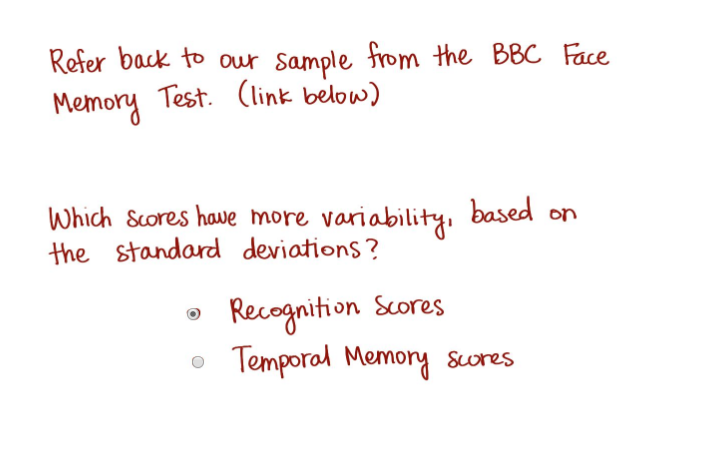 Refer back to our sample from the BBC Face
Memory Test. (link below)
Which scores have more variability, based on
the standard deviations?
Recognition Scores
Temporal Memory scores